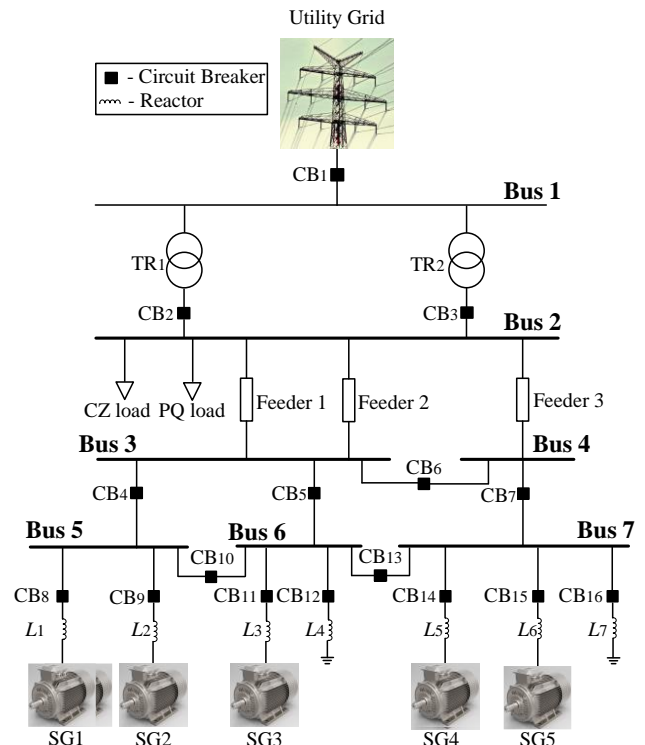 Utility Grid
- Circuit Breaker
- Reactor
CB1
Bus 1
TR1
TR2
CB2
CB3
Bus 2
CZ load
PQ load
Feeder 1
Feeder 2
Feeder 3
Bus 3
Bus 4
CB6
CB4
CB5
CB7
Bus 5
Bus 6
Bus 7
CB10
CB13
CB8
CB9
CB11
CB12
CB14
CB15
CB16
L1
L2
L3
L4
L5
L6
L7
SG1
SG2
SG3
SG4
SG5